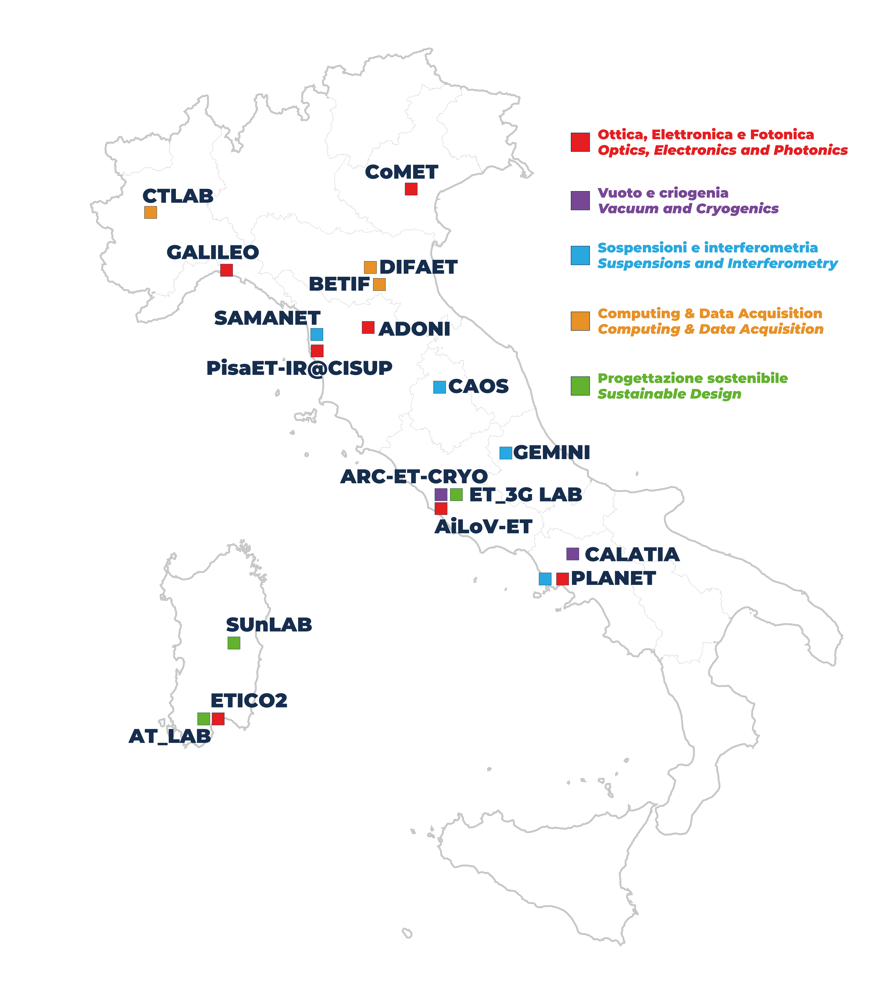 Ottica, Elettronica e Fotonica
Optics, Electronics and Photonics
CoMET
Vuoto e criogenia
Vacuum and Cryogenics
CTLAB
Sospensioni e interferometria
Suspensions and Interferometry
GALILEO
DIFAET
BETIF
Computing & Data Acquisition
Computing & Data Acquisition
SAMANET
ADONI
PisaET-IR@CISUP
Progettazione sostenibile
Sustainable Design
CAOS
GEMINI
ARC-ET-CRYO
ET_3G LAB
AiLoV-ET
CALATIA
PLANET
SUnLAB
ETICO2
AT_LAB